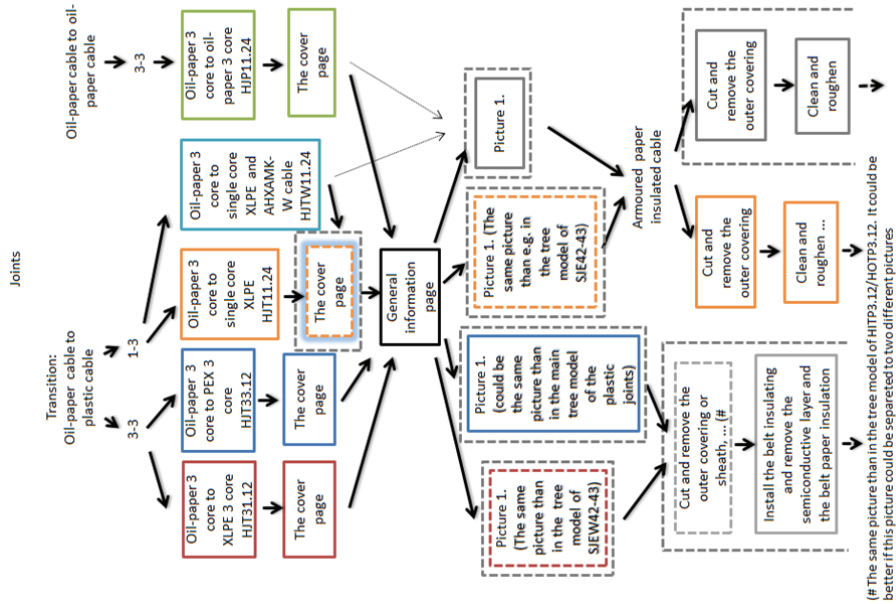 Joints
Transition:
Oil-paper cable to
plastic cable
Oil-paper cable to oil-
paper cable
3-3
1-3
3-3
Oil-paper 3
core to
XLPE 3 core
HJT31.12
Oil-paper 3
core to PEX 3
core
HJT33.12
Oil-paper 3
core to
single core
XLPE
HJT11.24
Oil-paper 3
core to
single core
XLPE and
AHXAMK-
W cable
HJTW11.24
Oil-paper 3
core to oil-
paper 3 core
HJP11.24
The cover
page
The cover
page
The cover
page
The cover
page
General
information
page
Picture 1.
(The same
picture than
in the tree
model of
SJEW42-43)
Picture 1.
(could be
the same
picture than
in the main
tree model
of the
plastic
joints)
Picture 1. (The
same picture
than e.g. in
the tree
model of
SJE42-43)
Picture 1.
Armoured paper
insulated cable
Cut and remove the
outer covering or
sheath, ... (#
Install the belt insulating
and remove the
semiconductive layer and
the belt paper insulation
Cut and
remove the
outer covering
Clean and
roughen ...
Cut and
remove the
outer covering
Clean and
roughen
(# The same picture than in the tree model of HITP3.12/HOTP3.12. It could be
better if this picture could be separeted to two different pictures